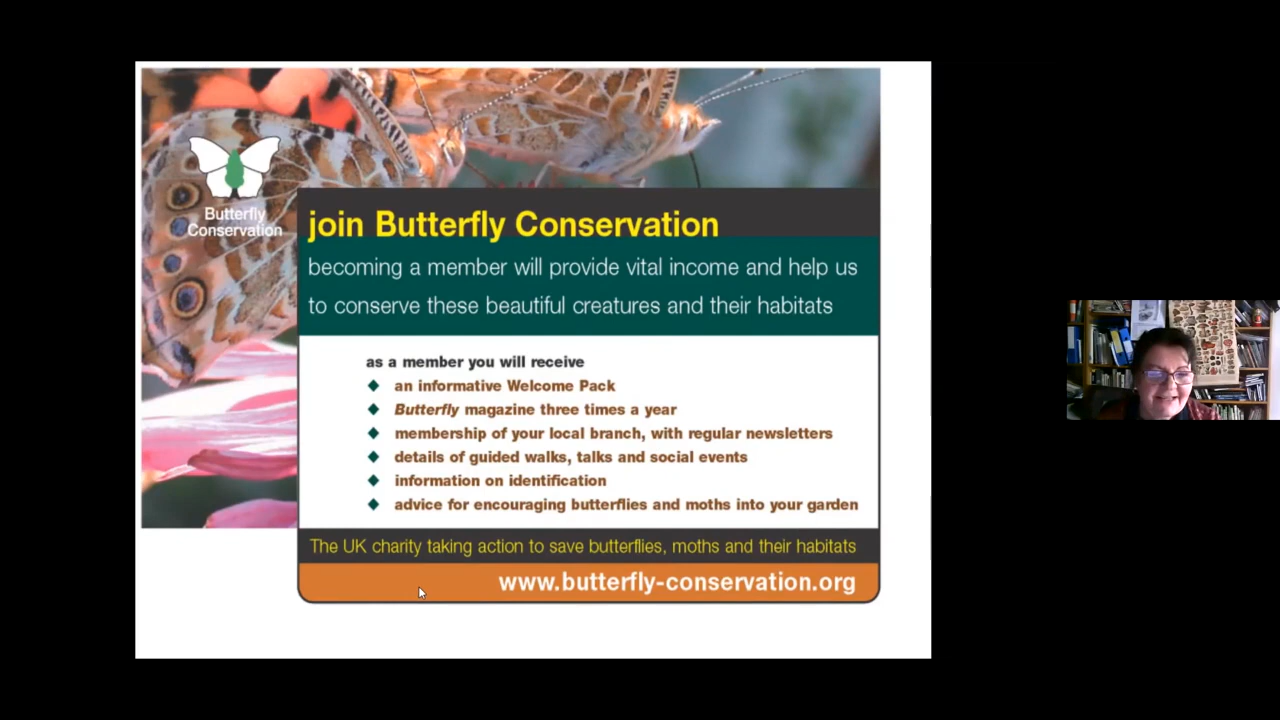 Butterfly
Conservation
join Butterfly Conservation
becoming a member will provide vital income and help us
to conserve these beautiful creatures and their habitats
as a member you will receive
an informative Welcome Pack
Butterfly magazine three times a year
membership of your local branch, with regular newsletters
details of guided walks, talks and social events
information on identification
advice for encouraging butterflies and moths into your garden
The UK charity taking action to save butterflies, moths and their habitats
www.butterfly-conservation.org